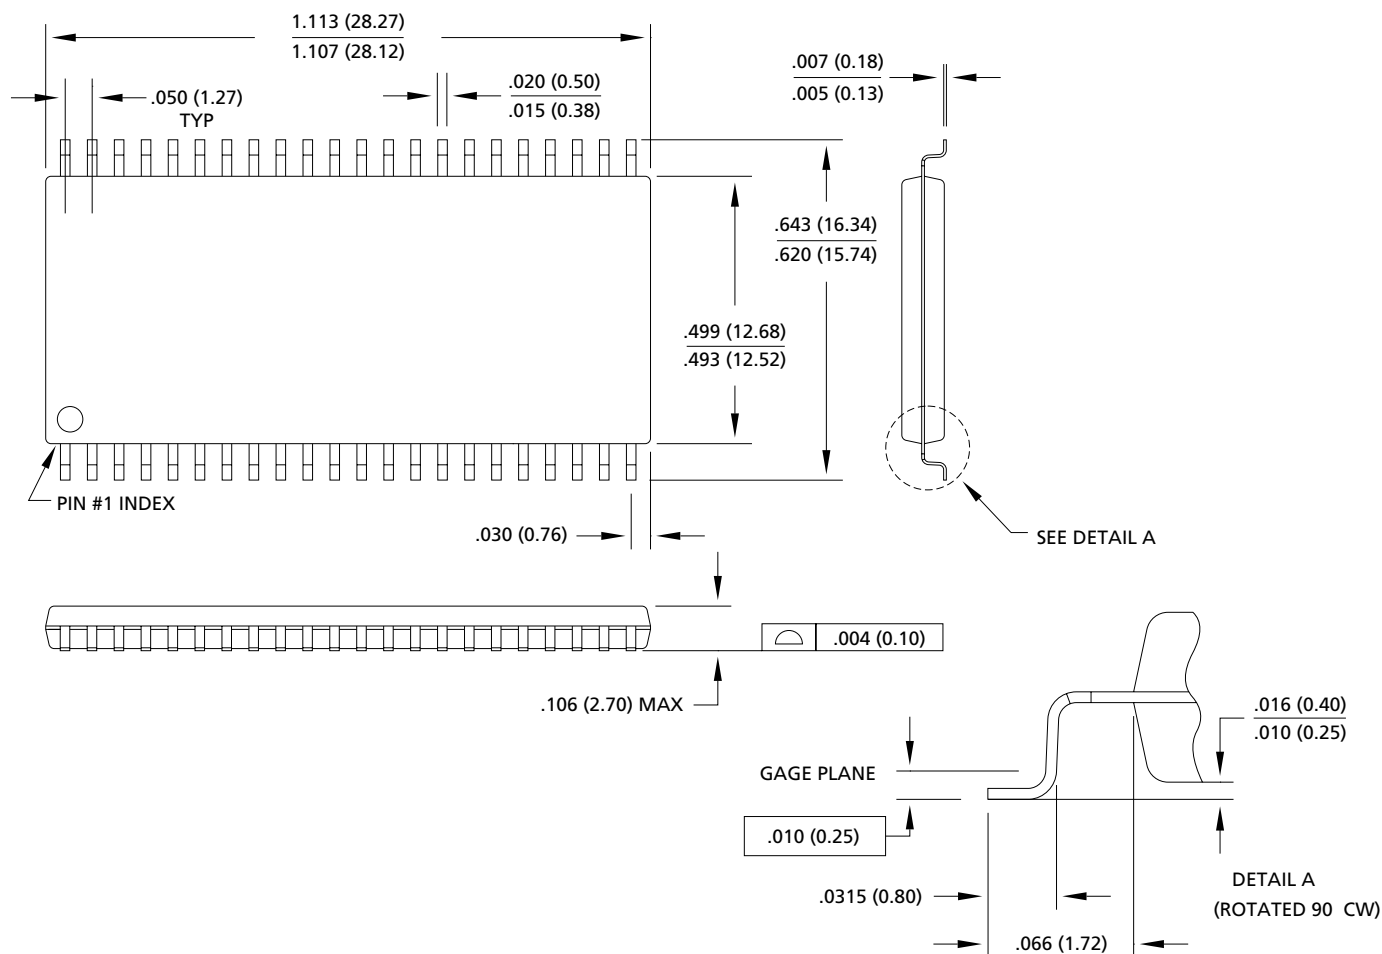 1.113 (28.27)
1.107 (28.12)
.007 (0.18)
.005 (0.13)
.050 (1.27)
TYP
.020 (0.50)
.015 (0.38)
.643 (16.34)
.620 (15.74)
.499 (12.68)
.493 (12.52)
PIN #1 INDEX
.030 (0.76)
SEE DETAIL A
.004 (0.10)
.106 (2.70) MAX
.016 (0.40)
.010 (0.25)
GAGE PLANE
.010 (0.25)
.0315 (0.80)
DETAIL A
(ROTATED 90 CW)
.066 (1.72)